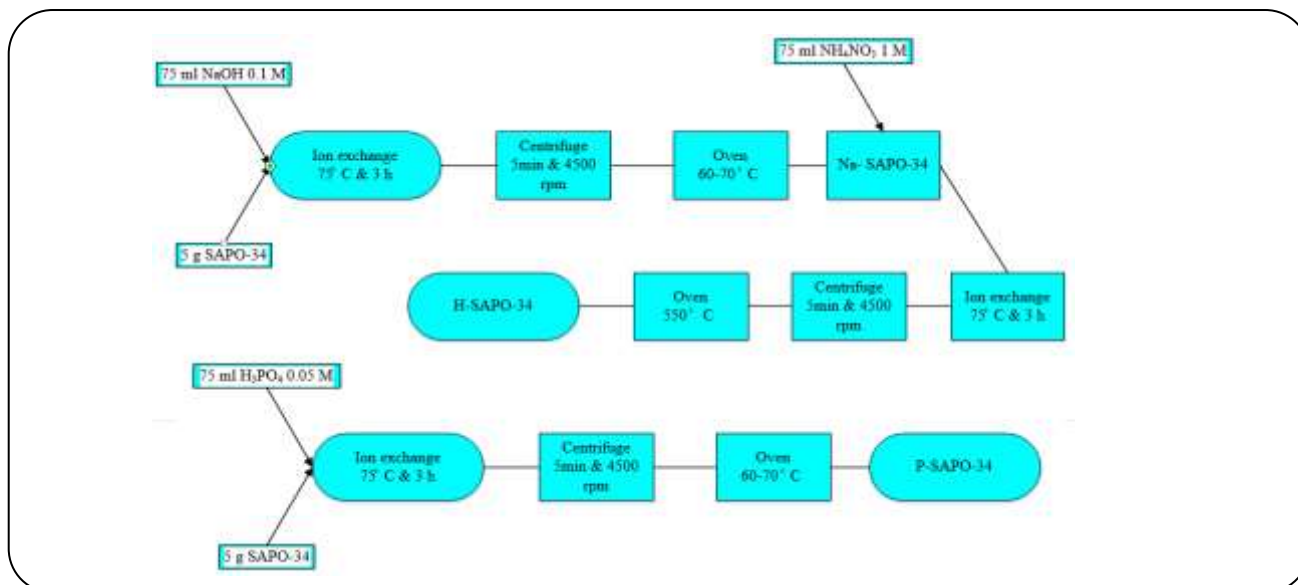 75 ml NaOH 0.1 M
75 ml NH₄NO₃ 1 M
Ion exchange
75° C & 3 h
Centrifuge
5min & 4500
rpm
Oven
60-70° C
Na- SAPO-34
5 g SAPO-34
H-SAPO-34
Oven
550° C
Centrifuge
5min & 4500
rpm
Ion exchange
75° C & 3 h
75 ml H₃PO₄ 0.05 M
Ion exchange
75° C & 3 h
Centrifuge
5min & 4500
rpm
Oven
60-70° C
P-SAPO-34
5 g SAPO-34